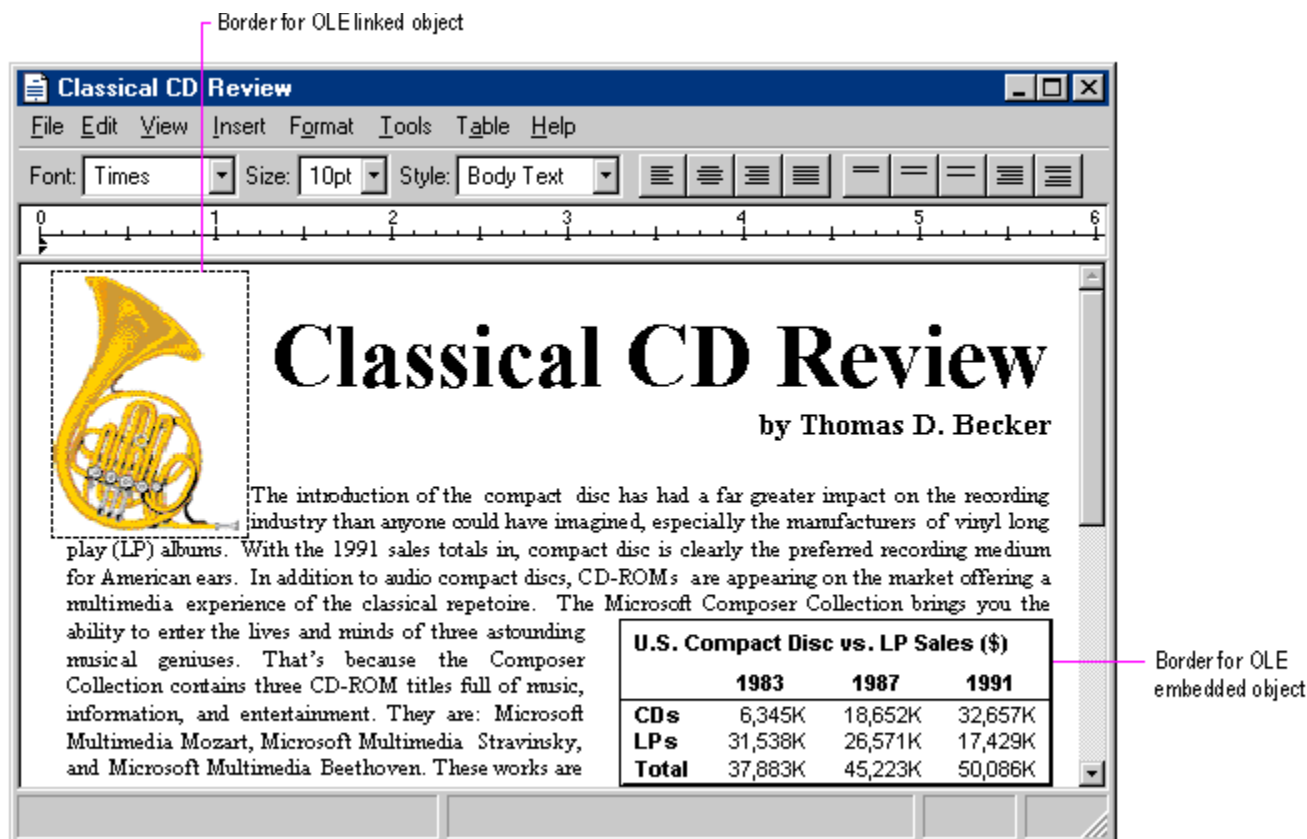 Border for OLE linked object
Classical CD Review
File Edit View Insert Format Tools Table Help
Font: Times Size: 10pt Style: Body Text
0 1 2 3 4 5 6
Classical CD Review
by Thomas D. Becker
The introduction of the compact disc has had a far greater impact on the recording
industry than anyone could have imagined, especially the manufacturers of vinyl long
play (LP) albums. With the 1991 sales totals in, compact disc is clearly the preferred recording medium
for American ears. In addition to audio compact discs, CD-ROMs are appearing on the market offering a
multimedia experience of the classical repetoire. The Microsoft Composer Collection brings you the
ability to enter the lives and minds of three astounding
musical geniuses. That's because the Composer
Collection contains three CD-ROM titles full of music,
information, and entertainment. They are: Microsoft
Multimedia Mozart, Microsoft Multimedia Stravinsky,
and Microsoft Multimedia Beethoven. These works are
U.S. Compact Disc vs. LP Sales ($)
1983 1987 1991
CDs 6,345K 18,652K 32,657K
LPs 31,538K 26,571K 17,429K
Total 37,883K 45,223K 50,086K
Border for OLE
embedded object